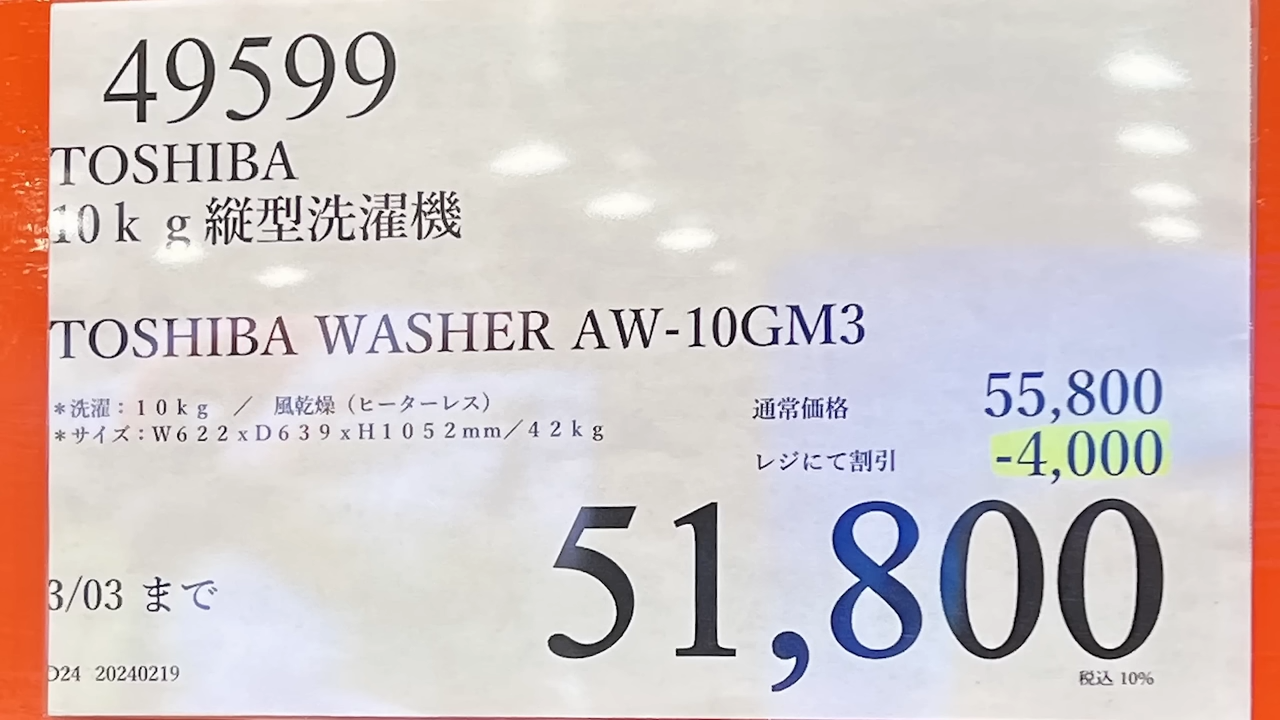 49599
TOSHIBA
10kg縦型洗濯機
TOSHIBA WASHER AW-10GM3
*洗濯：10kg ／ 風乾燥（ヒーターレス）
*サイズ：W622xD639xH1052mm／42kg
通常価格 55,800
レジにて割引 -4,000
51,800
3/03 まで
D24 20240219
税込 10%